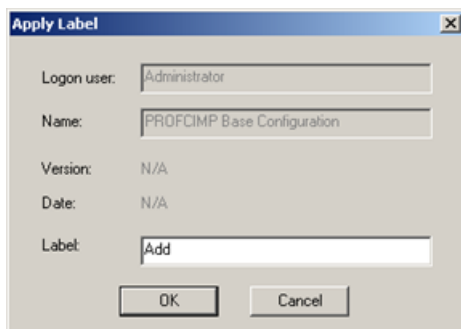 Apply Label
Logon user: Administrator
Name: PROFCIMP Base Configuration
Version: N/A
Date: N/A
Label: Add
OK Cancel